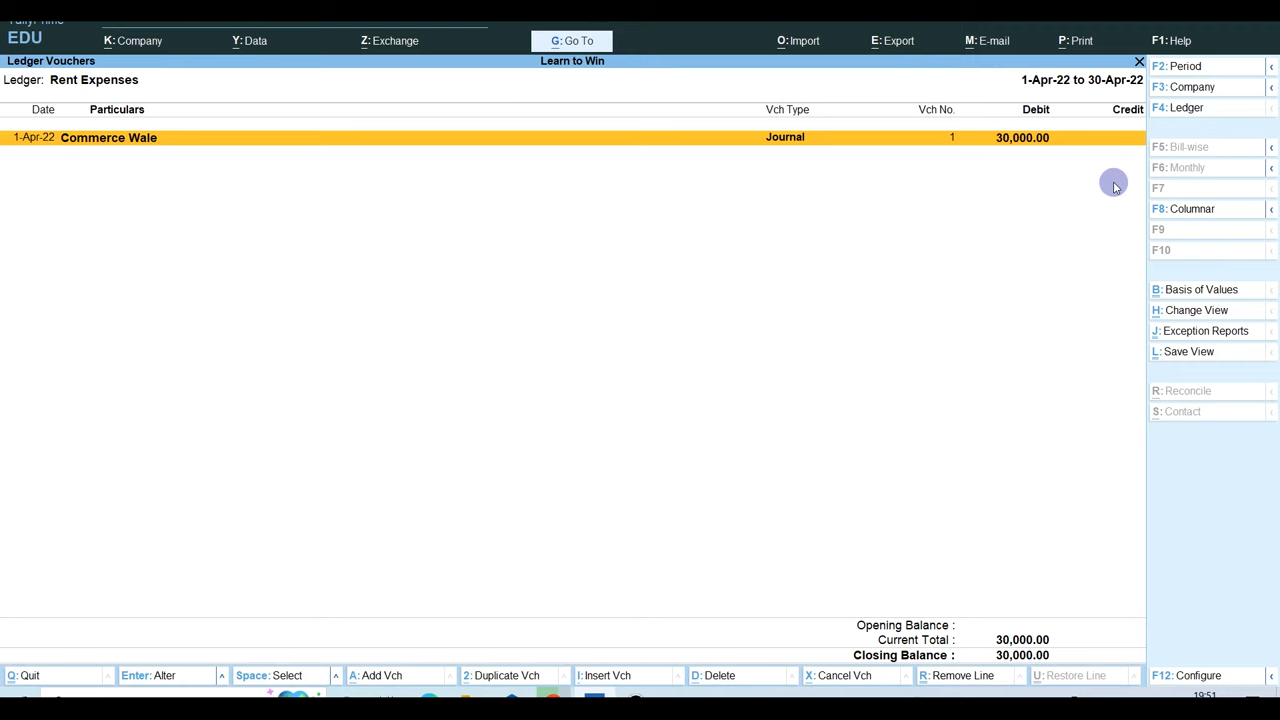 TallyPrime
EDU
K: Company Y: Data Z: Exchange G: Go To O: Import E: Export M: E-mail P: Print F1: Help
Ledger Vouchers Learn to Win
Ledger: Rent Expenses 1-Apr-22 to 30-Apr-22
Date Particulars Vch Type Vch No. Debit Credit
1-Apr-22 Commerce Wale Journal 1 30,000.00
Opening Balance :
Current Total : 30,000.00
Closing Balance : 30,000.00
F2: Period
F3: Company
F4: Ledger
F5: Bill-wise
F6: Monthly
F7
F8: Columnar
F9
F10
B: Basis of Values
H: Change View
J: Exception Reports
L: Save View
R: Reconcile
S: Contact
Q: Quit Enter: Alter Space: Select A: Add Vch 2: Duplicate Vch I: Insert Vch D: Delete X: Cancel Vch R: Remove Line U: Restore Line F12: Configure
19:51